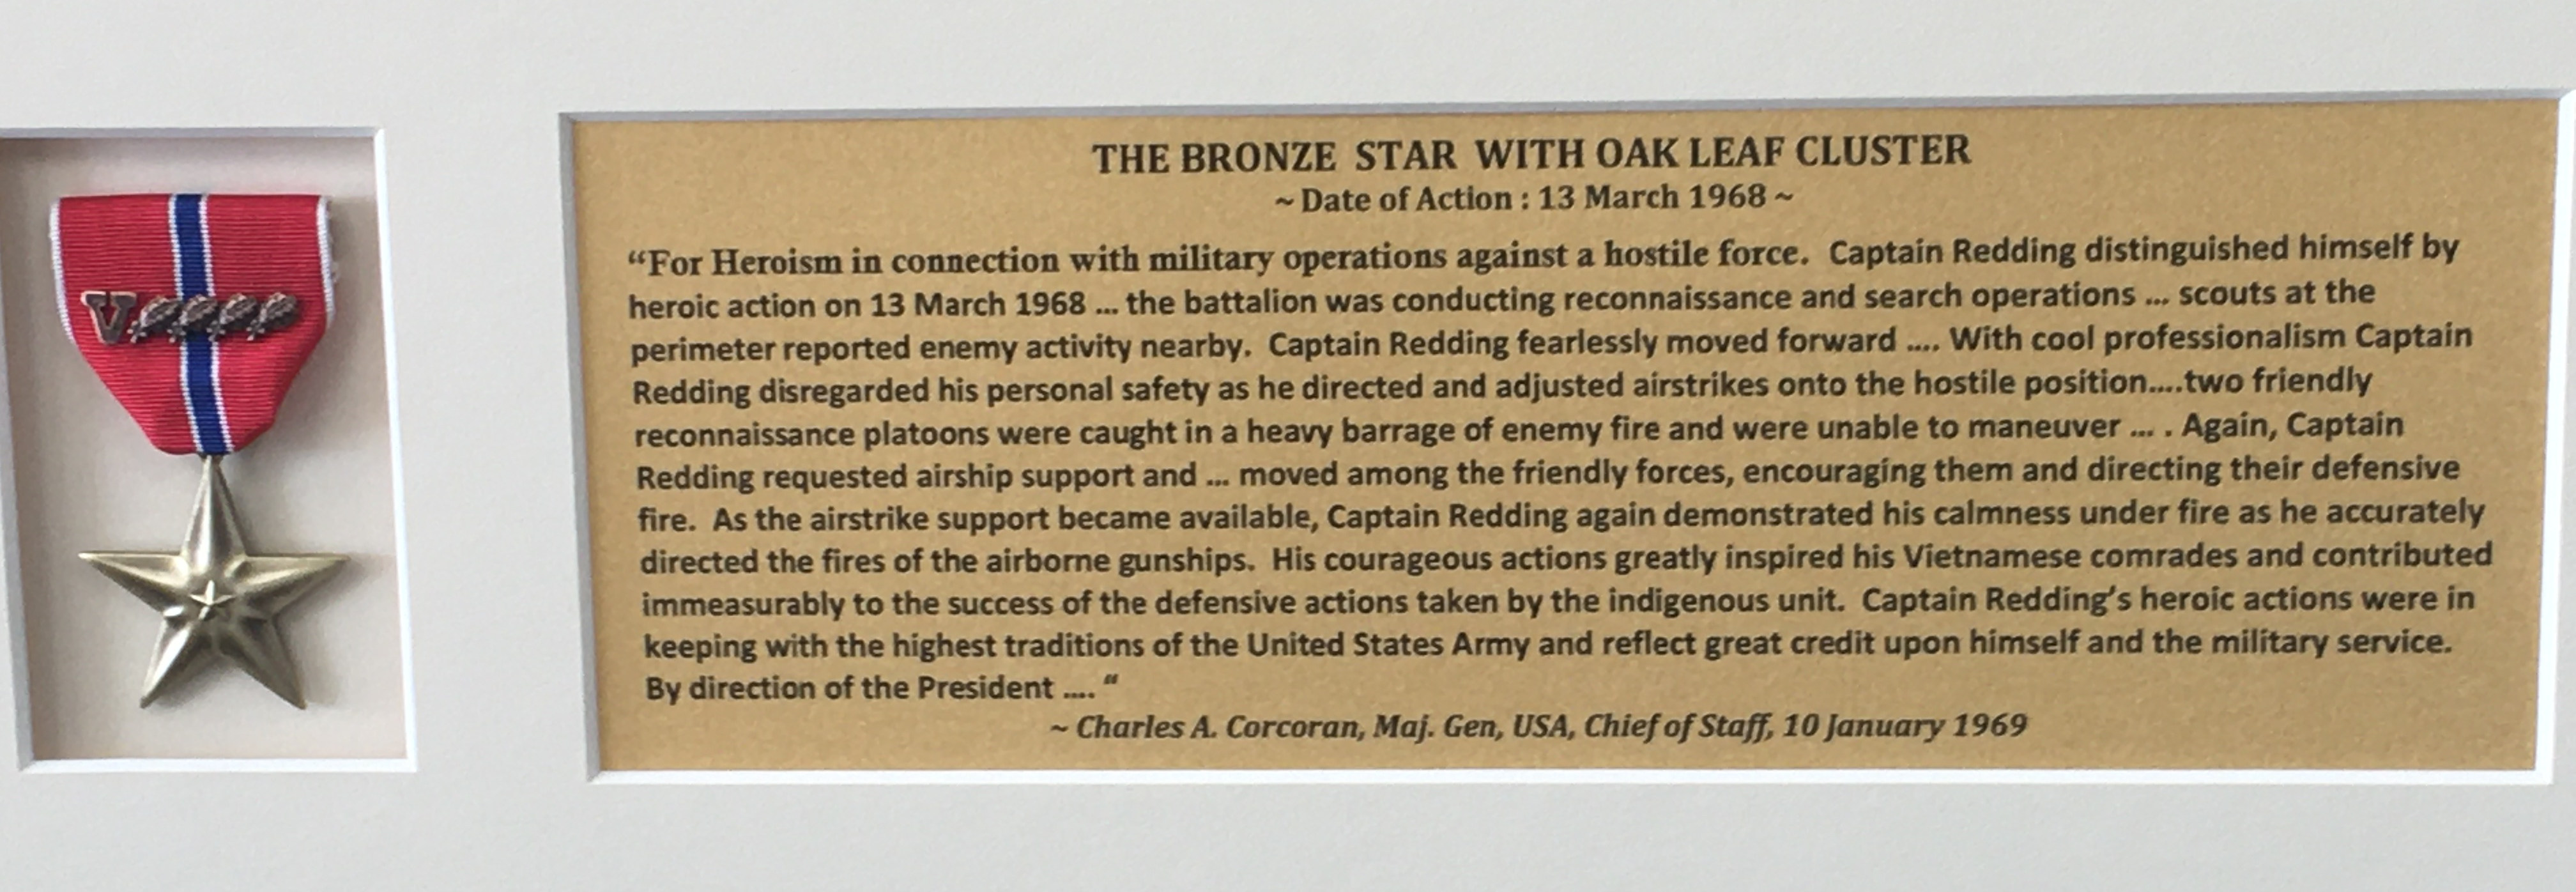 THE BRONZE STAR WITH OAK LEAF CLUSTER
~ Date of Action : 13 March 1968 ~
“For Heroism in connection with military operations against a hostile force. Captain Redding distinguished himself by
heroic action on 13 March 1968 ... the battalion was conducting reconnaissance and search operations ... scouts at the
perimeter reported enemy activity nearby. Captain Redding fearlessly moved forward .... With cool professionalism Captain
Redding disregarded his personal safety as he directed and adjusted airstrikes onto the hostile position....two friendly
reconnaissance platoons were caught in a heavy barrage of enemy fire and were unable to maneuver ... . Again, Captain
Redding requested airship support and ... moved among the friendly forces, encouraging them and directing their defensive
fire. As the airstrike support became available, Captain Redding again demonstrated his calmness under fire as he accurately
directed the fires of the airborne gunships. His courageous actions greatly inspired his Vietnamese comrades and contributed
immeasurably to the success of the defensive actions taken by the indigenous unit. Captain Redding’s heroic actions were in
keeping with the highest traditions of the United States Army and reflect great credit upon himself and the military service.
By direction of the President .... “
~ Charles A. Corcoran, Maj. Gen, USA, Chief of Staff, 10 January 1969
V